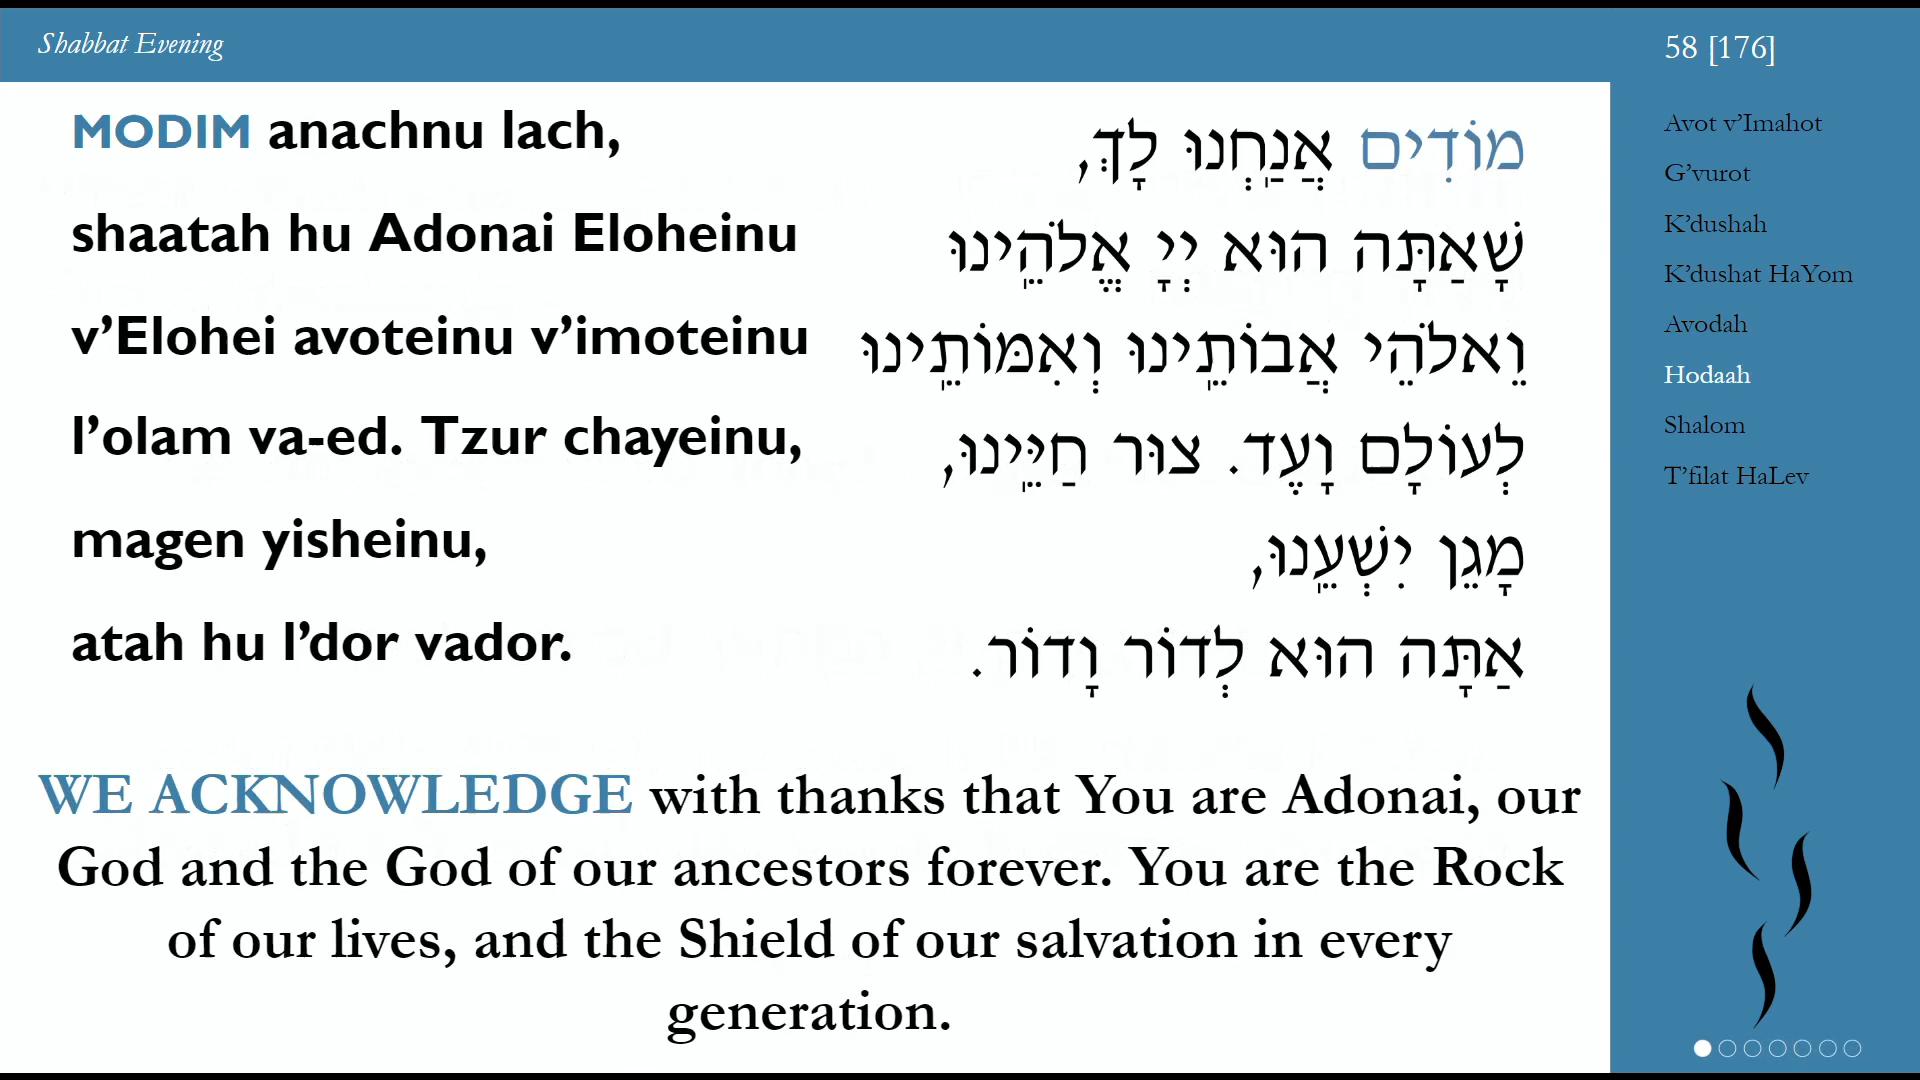 Shabbat Evening
58 [176]
MODIM anachnu lach,
shaatah hu Adonai Eloheinu
v’Elohei avoteinu v’imoteinu
l’olam va-ed. Tzur chayeinu,
magen yisheinu,
atah hu l’dor vador.
מוֹדִים אֲנַֽחְנוּ לָךְ,
שָׁאַתָּה הוּא יְיָ אֱלֹהֵֽינוּ
וֵאלֹהֵי אֲבוֹתֵֽינוּ וְאִמּוֹתֵֽינוּ
לְעוֹלָם וָעֶד. צוּר חַיֵּֽינוּ,
מָגֵן יִשְׁעֵֽנוּ,
אַתָּה הוּא לְדוֹר וָדוֹר.
WE ACKNOWLEDGE with thanks that You are Adonai, our
God and the God of our ancestors forever. You are the Rock
of our lives, and the Shield of our salvation in every
generation.
Avot v’Imahot
G’vurot
K’dushah
K’dushat HaYom
Avodah
Hodaah
Shalom
T’filat HaLev